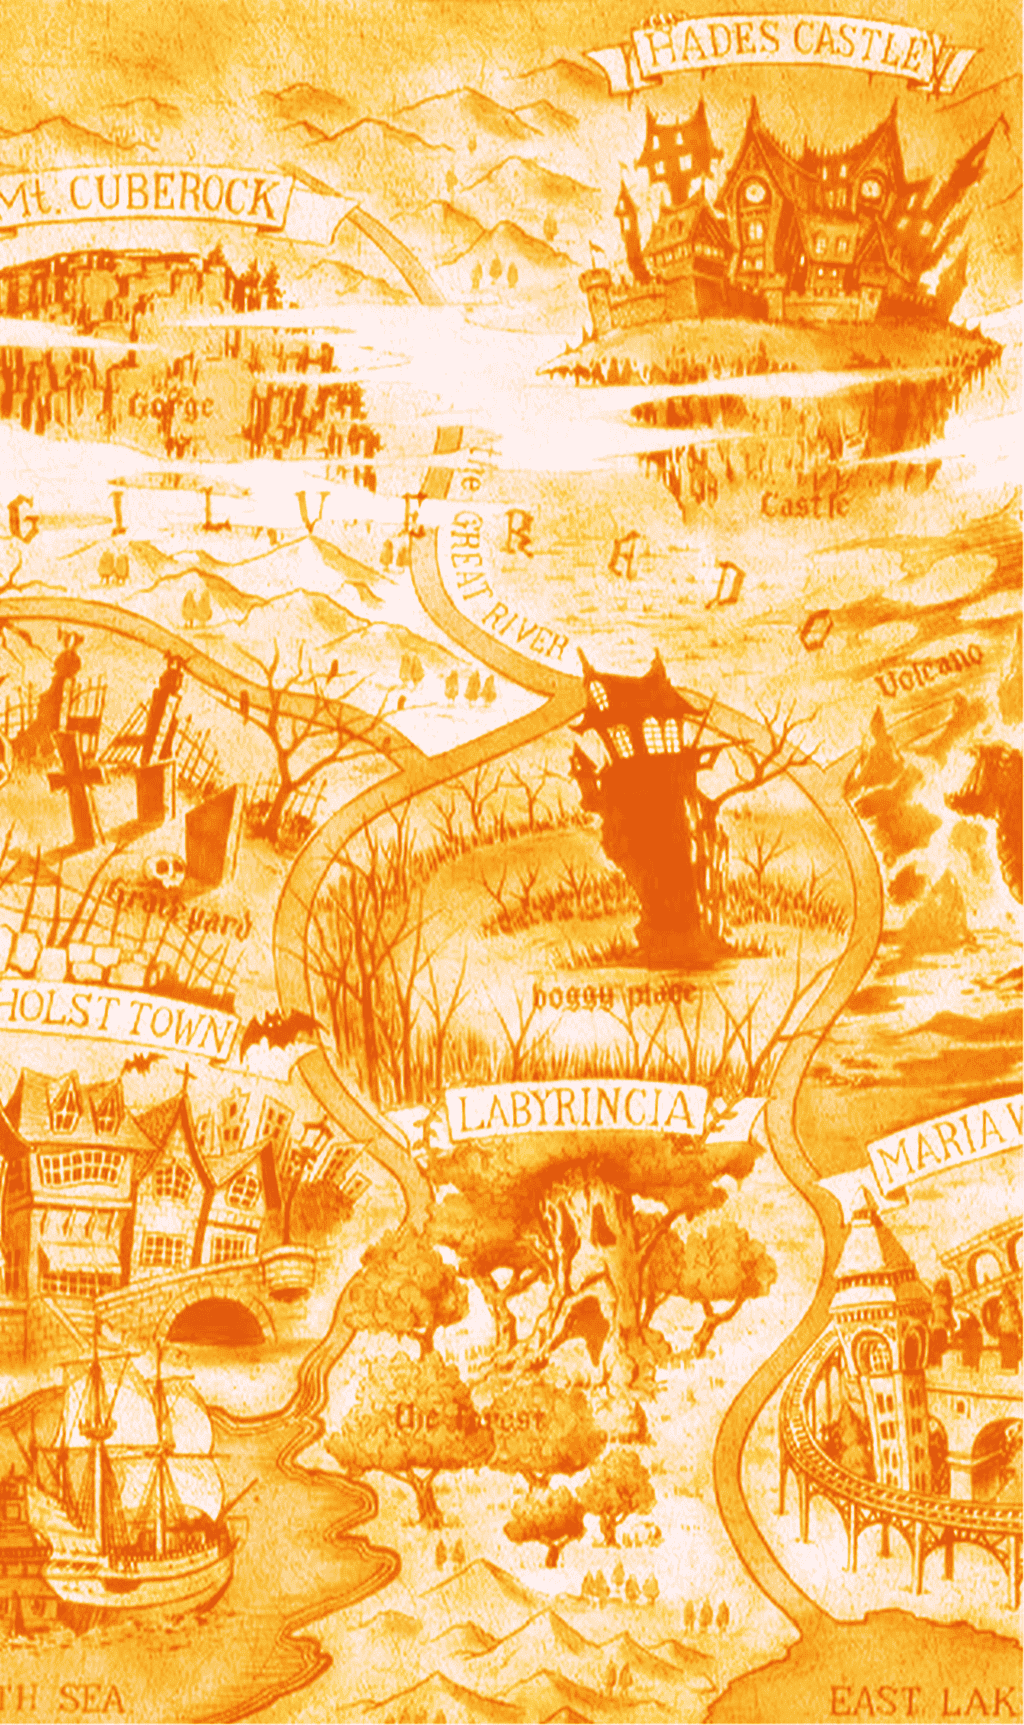 HADES CASTLE
Mt. CUBEROCK
Gorge
Castle
GILVERADO
the GREAT RIVER
Volcano
Graveyard
boggy place
HOLST TOWN
LABYRINCIA
MARIA
the forest
TH SEA
EAST LAK